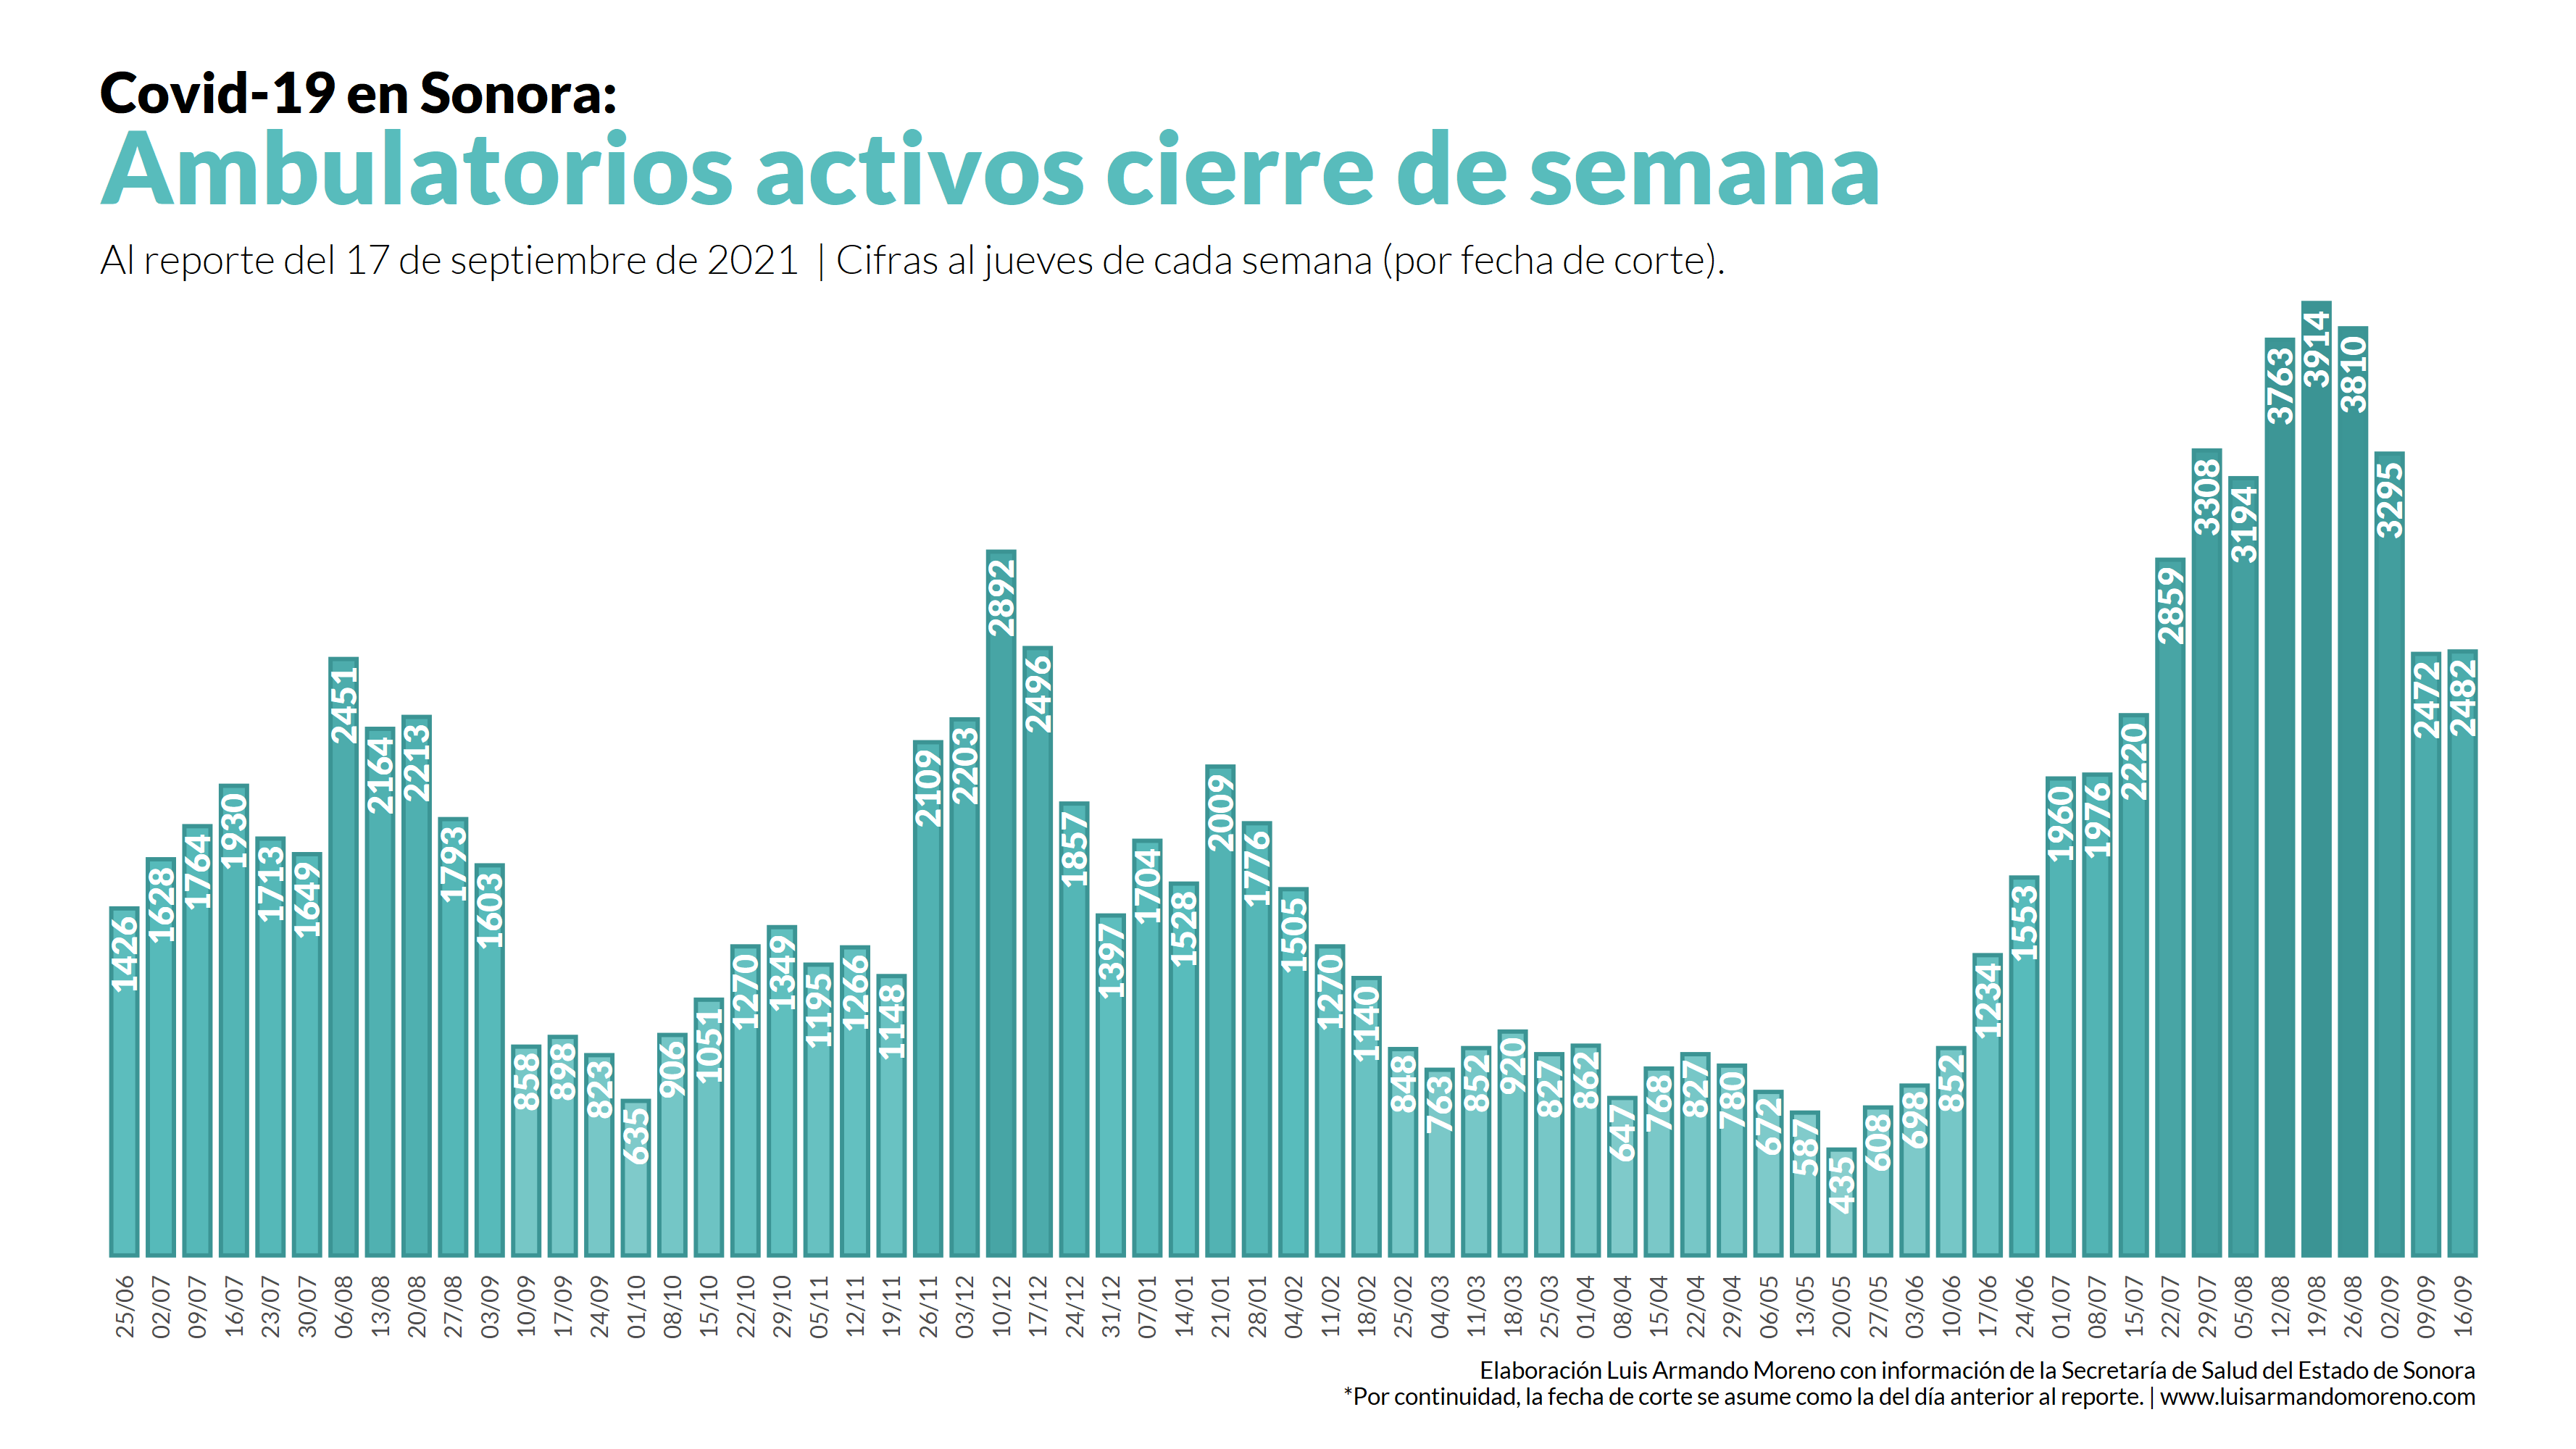 Covid-19 en Sonora:
Ambulatorios activos cierre de semana
Al reporte del 17 de septiembre de 2021 | Cifras al jueves de cada semana (por fecha de corte).
1426 1628 1764 1930 1713 1649 2451 2164 2213 1793 1603 858 898 823 635 906 1051 1270 1349 1195 1266 1148 2109 2203 2892 2496 1857 1397 1704 1528 2009 1776 1505 1270 1140 848 763 852 920 827 862 647 768 827 780 672 587 435 608 698 852 1234 1553 1960 1976 2220 2859 3308 3194 3763 3914 3810 3295 2472 2482
25/06 02/07 09/07 16/07 23/07 30/07 06/08 13/08 20/08 27/08 03/09 10/09 17/09 24/09 01/10 08/10 15/10 22/10 29/10 05/11 12/11 19/11 26/11 03/12 10/12 17/12 24/12 31/12 07/01 14/01 21/01 28/01 04/02 11/02 18/02 25/02 04/03 11/03 18/03 25/03 01/04 08/04 15/04 22/04 29/04 06/05 13/05 20/05 27/05 03/06 10/06 17/06 24/06 01/07 08/07 15/07 22/07 29/07 05/08 12/08 19/08 26/08 02/09 09/09 16/09
Elaboración Luis Armando Moreno con información de la Secretaría de Salud del Estado de Sonora
*Por continuidad, la fecha de corte se asume como la del día anterior al reporte. | www.luisarmandomoreno.com